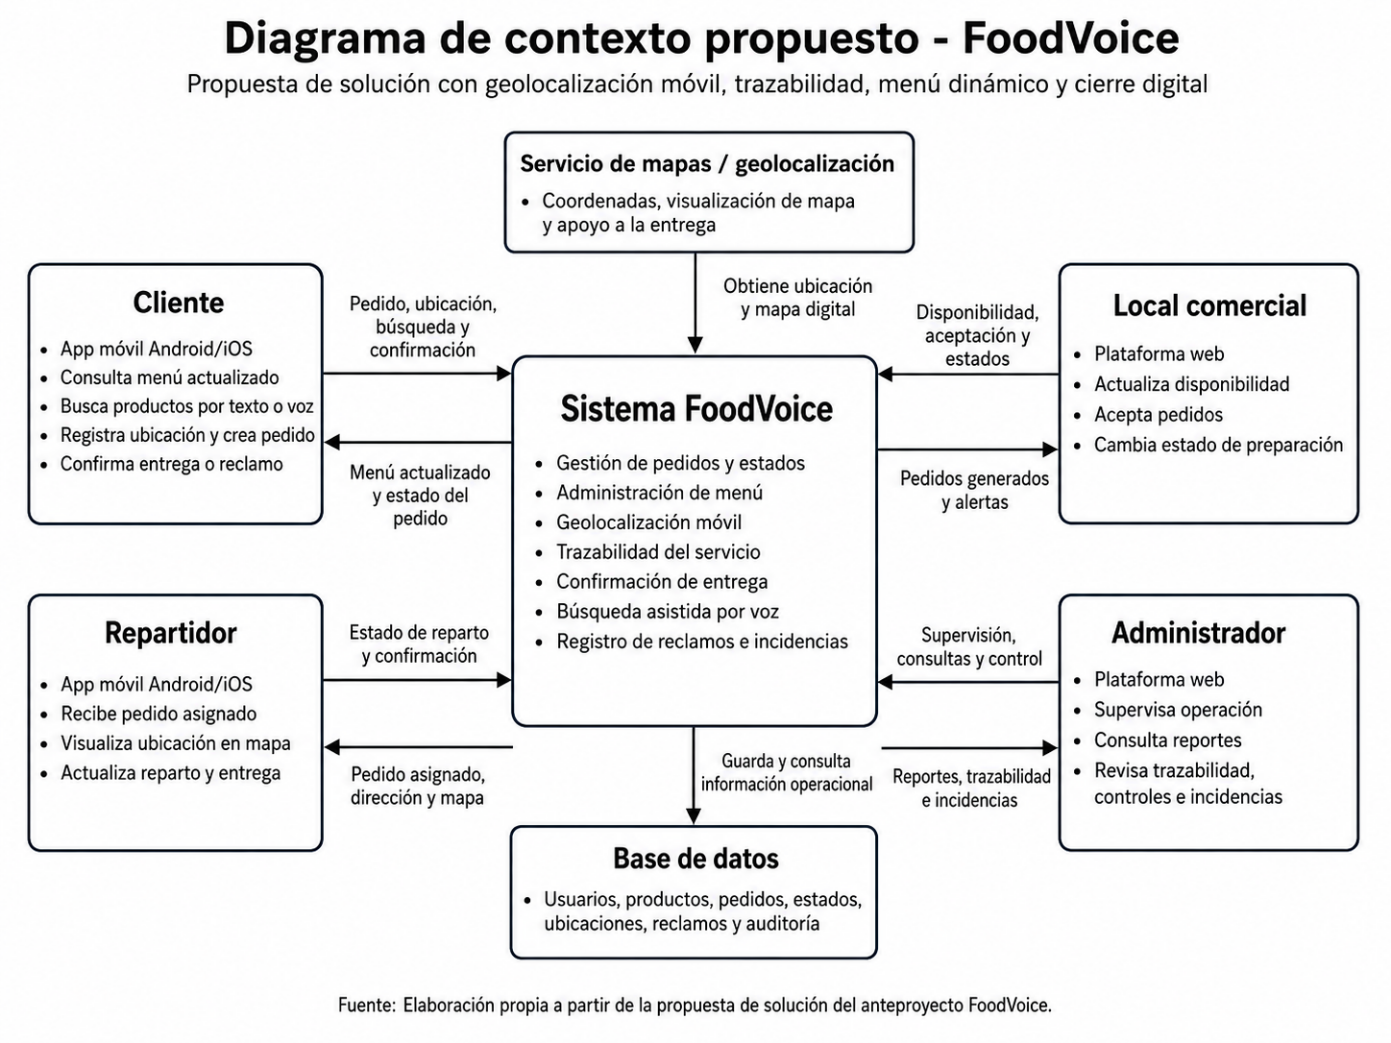 Diagrama de contexto propuesto - FoodVoice
Propuesta de solución con geolocalización móvil, trazabilidad, menú dinámico y cierre digital
Servicio de mapas / geolocalización
• Coordenadas, visualización de mapa
y apoyo a la entrega
Obtiene ubicación
y mapa digital
Cliente
• App móvil Android/iOS
• Consulta menú actualizado
• Busca productos por texto o voz
• Registra ubicación y crea pedido
• Confirma entrega o reclamo
Pedido, ubicación,
búsqueda y
confirmación
Menú actualizado
y estado del
pedido
Sistema FoodVoice
• Gestión de pedidos y estados
• Administración de menú
• Geolocalización móvil
• Trazabilidad del servicio
• Confirmación de entrega
• Búsqueda asistida por voz
• Registro de reclamos e incidencias
Disponibilidad,
aceptación y
estados
Pedidos generados
y alertas
Local comercial
• Plataforma web
• Actualiza disponibilidad
• Acepta pedidos
• Cambia estado de preparación
Repartidor
• App móvil Android/iOS
• Recibe pedido asignado
• Visualiza ubicación en mapa
• Actualiza reparto y entrega
Estado de reparto
y confirmación
Pedido asignado,
dirección y mapa
Guarda y consulta
información operacional
Supervisión,
consultas y control
Reportes, trazabilidad
e incidencias
Administrador
• Plataforma web
• Supervisa operación
• Consulta reportes
• Revisa trazabilidad,
controles e incidencias
Base de datos
• Usuarios, productos, pedidos, estados,
ubicaciones, reclamos y auditoría
Fuente: Elaboración propia a partir de la propuesta de solución del anteproyecto FoodVoice.